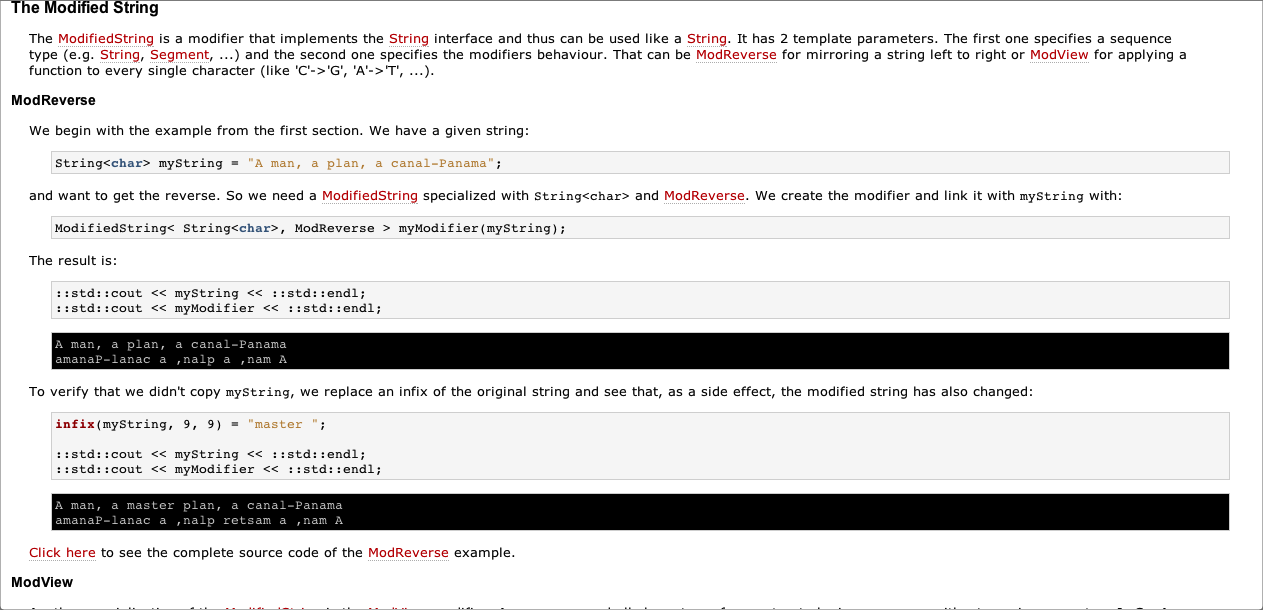 The Modified String
The ModifiedString is a modifier that implements the String interface and thus can be used like a String. It has 2 template parameters. The first one specifies a sequence
type (e.g. String, Segment, ...) and the second one specifies the modifiers behaviour. That can be ModReverse for mirroring a string left to right or ModView for applying a
function to every single character (like 'C'->'G', 'A'->'T', ...).
ModReverse
We begin with the example from the first section. We have a given string:
String<char> myString = "A man, a plan, a canal-Panama";
and want to get the reverse. So we need a ModifiedString specialized with String<char> and ModReverse. We create the modifier and link it with myString with:
ModifiedString< String<char>, ModReverse > myModifier(myString);
The result is:
::std::cout << myString << ::std::endl;
::std::cout << myModifier << ::std::endl;
A man, a plan, a canal-Panama
amanaP-lanac a ,nalp a ,nam A
To verify that we didn't copy myString, we replace an infix of the original string and see that, as a side effect, the modified string has also changed:
infix(myString, 9, 9) = "master ";
::std::cout << myString << ::std::endl;
::std::cout << myModifier << ::std::endl;
A man, a master plan, a canal-Panama
amanaP-lanac a ,nalp retsam a ,nam A
Click here to see the complete source code of the ModReverse example.
ModView